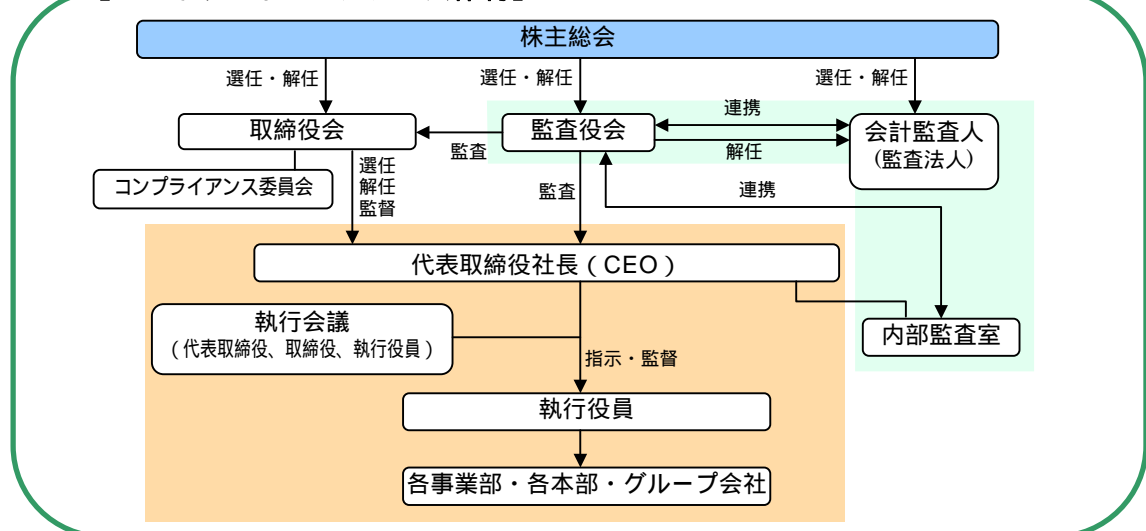 株主総会
選任・解任
選任・解任
選任・解任
取締役会
監査役会
会計監査人
(監査法人)
連携
解任
監査
コンプライアンス委員会
選任
解任
監督
監査
連携
代表取締役社長（CEO）
執行会議
（代表取締役、取締役、執行役員）
内部監査室
指示・監督
執行役員
各事業部・各本部・グループ会社